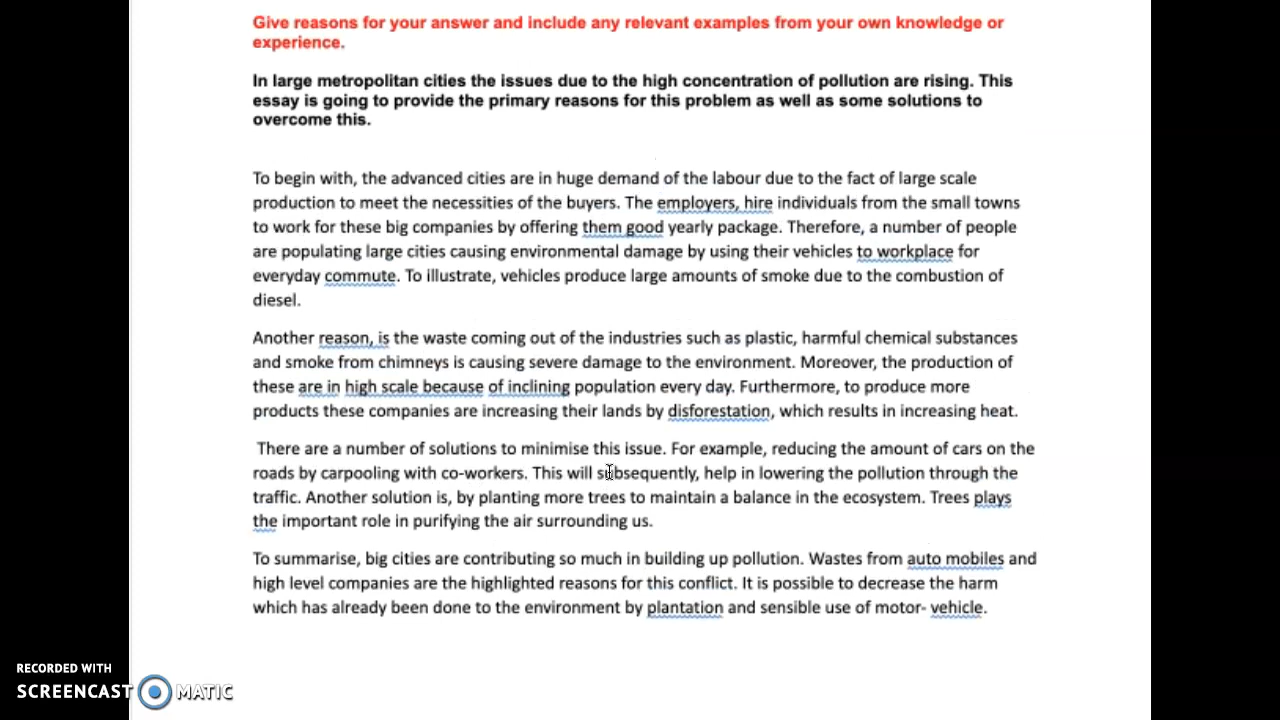 Give reasons for your answer and include any relevant examples from your own knowledge or
experience.
In large metropolitan cities the issues due to the high concentration of pollution are rising. This
essay is going to provide the primary reasons for this problem as well as some solutions to
overcome this.
To begin with, the advanced cities are in huge demand of the labour due to the fact of large scale
production to meet the necessities of the buyers. The employers, hire individuals from the small towns
to work for these big companies by offering them good yearly package. Therefore, a number of people
are populating large cities causing environmental damage by using their vehicles to workplace for
everyday commute. To illustrate, vehicles produce large amounts of smoke due to the combustion of
diesel.
Another reason, is the waste coming out of the industries such as plastic, harmful chemical substances
and smoke from chimneys is causing severe damage to the environment. Moreover, the production of
these are in high scale because of inclining population every day. Furthermore, to produce more
products these companies are increasing their lands by disforestation, which results in increasing heat.
There are a number of solutions to minimise this issue. For example, reducing the amount of cars on the
roads by carpooling with co-workers. This will subsequently, help in lowering the pollution through the
traffic. Another solution is, by planting more trees to maintain a balance in the ecosystem. Trees plays
the important role in purifying the air surrounding us.
To summarise, big cities are contributing so much in building up pollution. Wastes from auto mobiles and
high level companies are the highlighted reasons for this conflict. It is possible to decrease the harm
which has already been done to the environment by plantation and sensible use of motor- vehicle.
RECORDED WITH
SCREENCAST MATIC